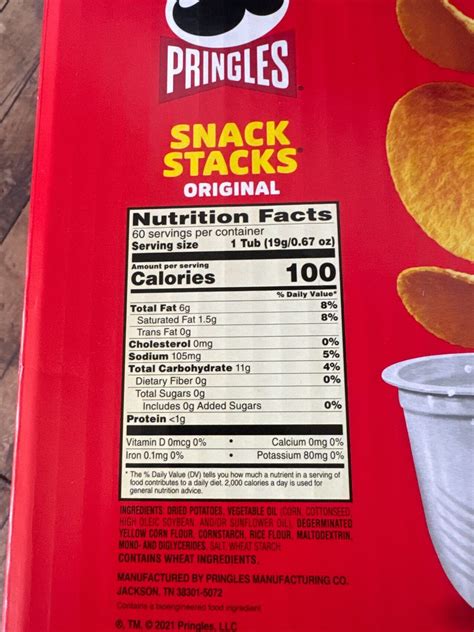 PRINGLES
SNACK
STACKS
ORIGINAL
Nutrition Facts
60 servings per container
Serving size 1 Tub (19g/0.67 oz)
Amount per serving
Calories 100
% Daily Value*
Total Fat 6g 8%
Saturated Fat 1.5g 8%
Trans Fat 0g
Cholesterol 0mg 0%
Sodium 105mg 5%
Total Carbohydrate 11g 4%
Dietary Fiber 0g 0%
Total Sugars 0g
Includes 0g Added Sugars 0%
Protein <1g
Vitamin D 0mcg 0% • Calcium 0mg 0%
Iron 0.1mg 0% • Potassium 80mg 0%
* The % Daily Value (DV) tells you how much a nutrient in a serving of
food contributes to a daily diet. 2,000 calories a day is used for
general nutrition advice.
INGREDIENTS: DRIED POTATOES, VEGETABLE OIL (CORN, COTTONSEED,
HIGH OLEIC SOYBEAN, AND/OR SUNFLOWER OIL), DEGERMINATED
YELLOW CORN FLOUR, CORNSTARCH, RICE FLOUR, MALTODEXTRIN,
MONO- AND DIGLYCERIDES, SALT, WHEAT STARCH.
CONTAINS WHEAT INGREDIENTS.
MANUFACTURED BY PRINGLES MANUFACTURING CO.
JACKSON, TN 38301-5072
Contains a bioengineered food ingredient
®, TM, © 2021 Pringles, LLC